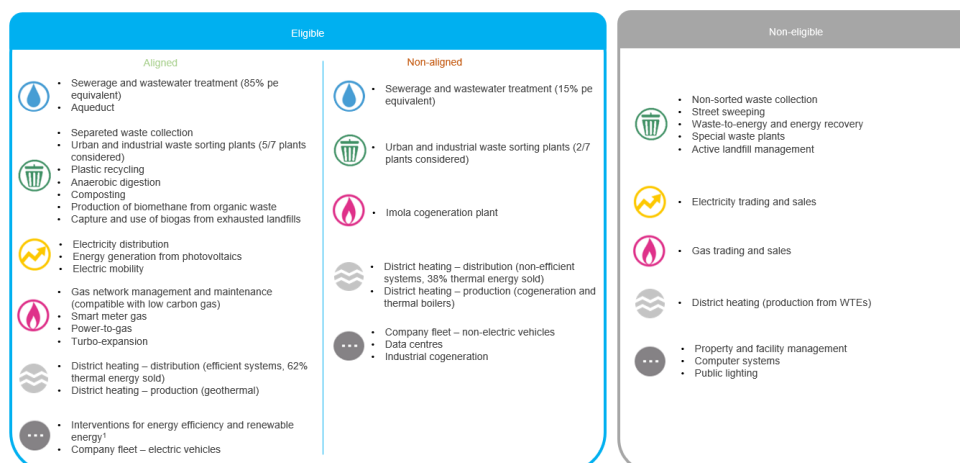 Eligible
Aligned
• Sewerage and wastewater treatment (85% pe
equivalent)
• Aqueduct
• Separeted waste collection
• Urban and industrial waste sorting plants (5/7 plants
considered)
• Plastic recycling
• Anaerobic digestion
• Composting
• Production of biomethane from organic waste
• Capture and use of biogas from exhausted landfills
• Electricity distribution
• Energy generation from photovoltaics
• Electric mobility
• Gas network management and maintenance
(compatible with low carbon gas)
• Smart meter gas
• Power-to-gas
• Turbo-expansion
• District heating – distribution (efficient systems, 62%
thermal energy sold)
• District heating – production (geothermal)
• Interventions for energy efficiency and renewable
energy¹
• Company fleet – electric vehicles
Non-aligned
• Sewerage and wastewater treatment (15% pe
equivalent)
• Urban and industrial waste sorting plants (2/7
plants considered)
• Imola cogeneration plant
• District heating – distribution (non-efficient
systems, 38% thermal energy sold)
• District heating – production (cogeneration and
thermal boilers)
• Company fleet – non-electric vehicles
• Data centres
• Industrial cogeneration
Non-eligible
• Non-sorted waste collection
• Street sweeping
• Waste-to-energy and energy recovery
• Special waste plants
• Active landfill management
• Electricity trading and sales
• Gas trading and sales
• District heating (production from WTEs)
• Property and facility management
• Computer systems
• Public lighting